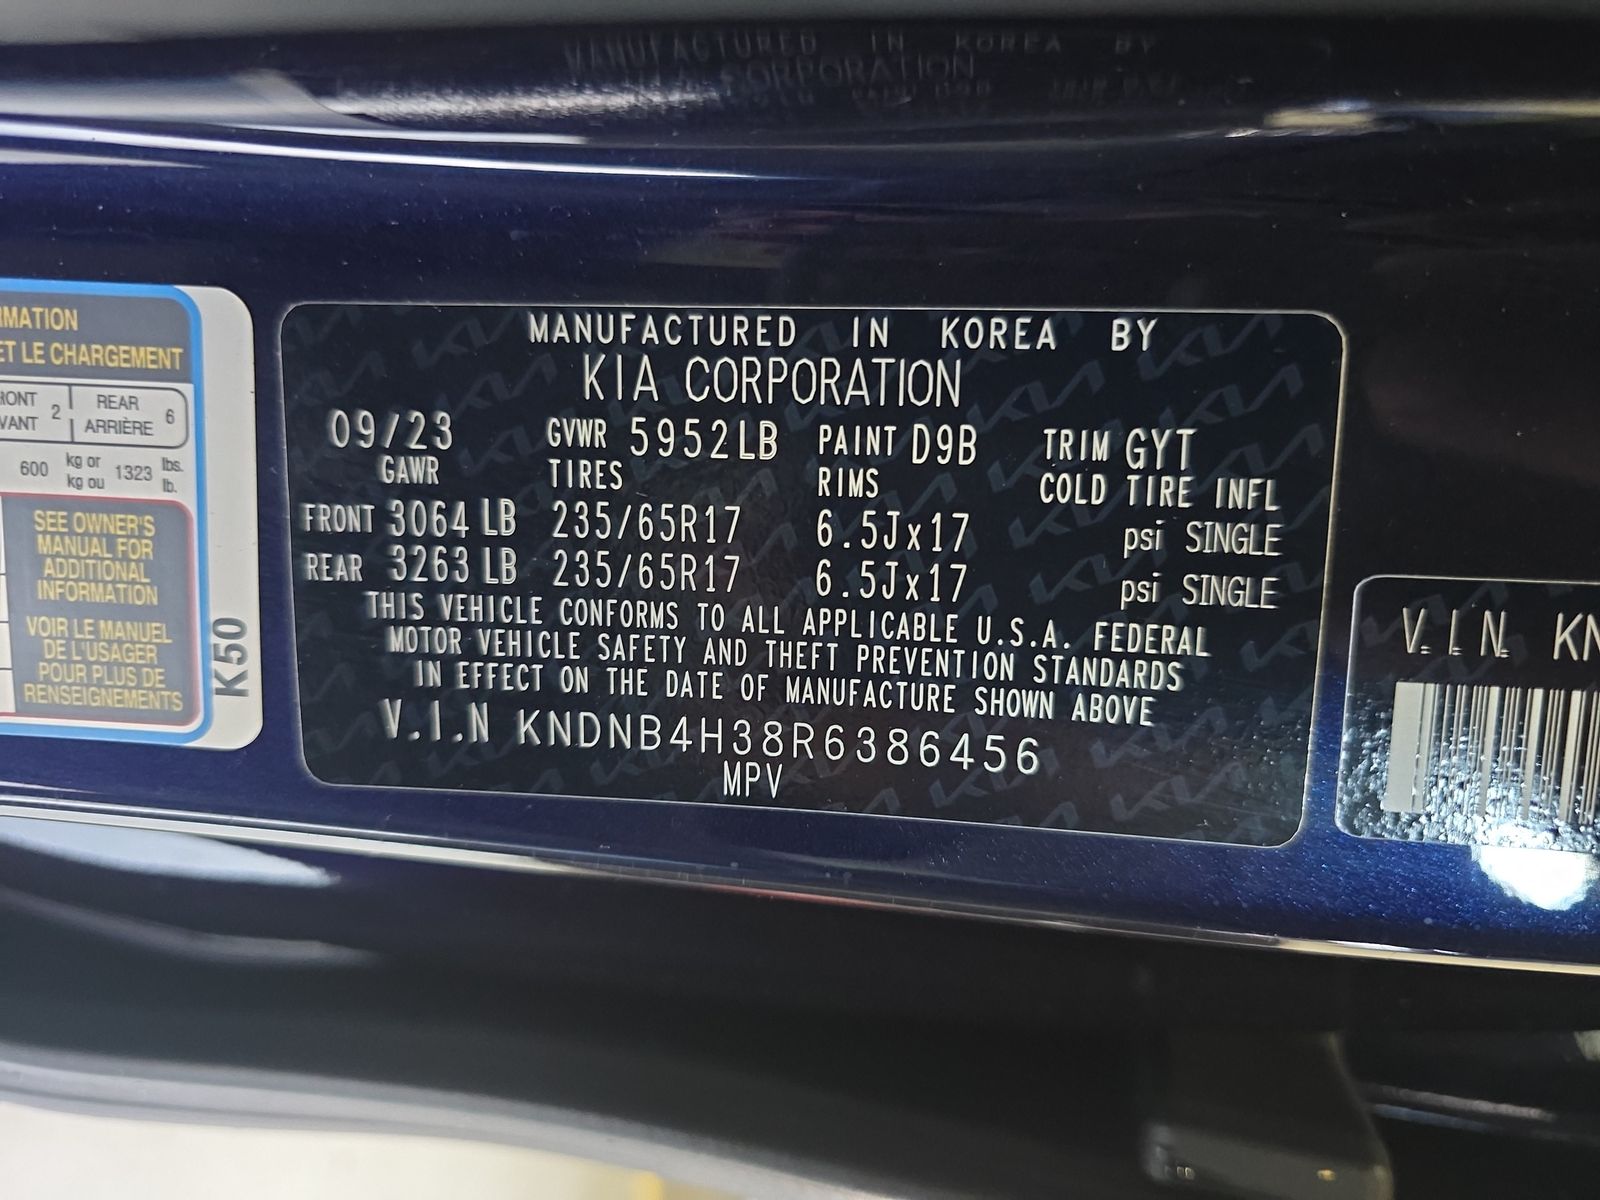 MANUFACTURED IN KOREA BY
KIA CORPORATION
RMATION
ET LE CHARGEMENT
RONT 2 REAR 6
VANT ARRIÈRE
600 kg or 1323 lbs.
kg ou lb.
SEE OWNER'S
MANUAL FOR
ADDITIONAL
INFORMATION
VOIR LE MANUEL
DE L'USAGER
POUR PLUS DE
RENSEIGNEMENTS
K50
MANUFACTURED IN KOREA BY
KIA CORPORATION
09/23 GVWR 5952LB PAINT D9B TRIM GYT
GAWR TIRES RIMS COLD TIRE INFL
FRONT 3064 LB 235/65R17 6.5Jx17 psi SINGLE
REAR 3263 LB 235/65R17 6.5Jx17 psi SINGLE
THIS VEHICLE CONFORMS TO ALL APPLICABLE U.S.A. FEDERAL
MOTOR VEHICLE SAFETY AND THEFT PREVENTION STANDARDS
IN EFFECT ON THE DATE OF MANUFACTURE SHOWN ABOVE
V.I.N KNDNB4H38R6386456
MPV
V.I.N. KN